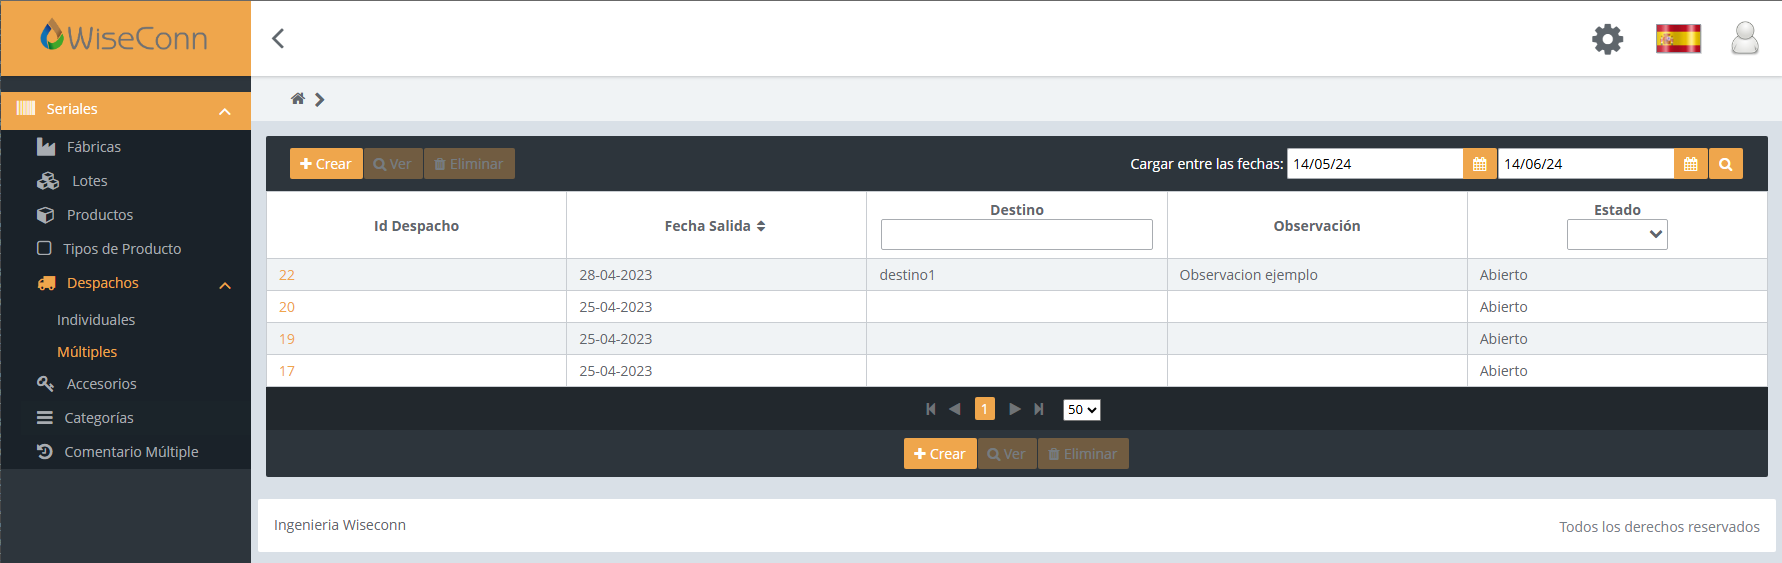 WiseConn
Seriales
Fábricas
Lotes
Productos
Tipos de Producto
Despachos
Individuales
Múltiples
Accesorios
Categorías
Comentario Múltiple
Crear Ver Eliminar Cargar entre las fechas: 14/05/24 14/06/24
Id Despacho Fecha Salida Destino Observación Estado
22 28-04-2023 destino1 Observacion ejemplo Abierto
20 25-04-2023 Abierto
19 25-04-2023 Abierto
17 25-04-2023 Abierto
1 50
Crear Ver Eliminar
Ingenieria Wiseconn Todos los derechos reservados